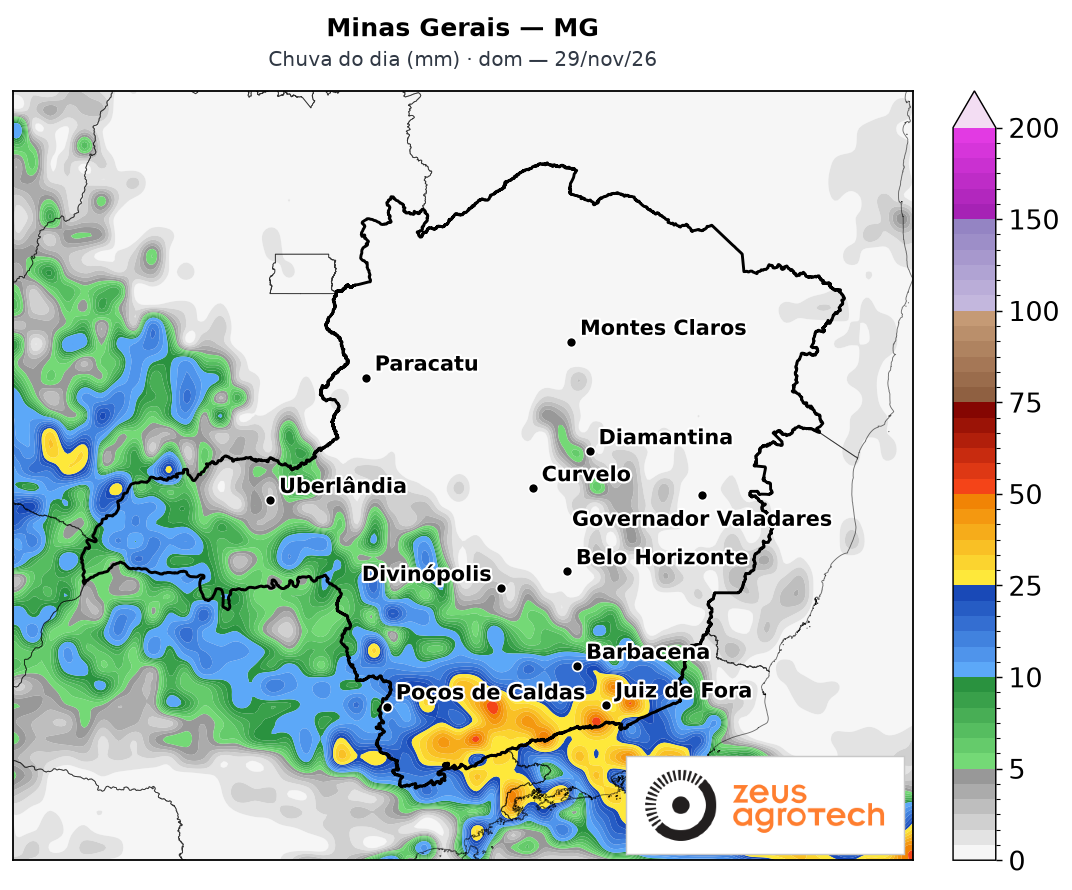 Minas Gerais — MG
Chuva do dia (mm) · dom — 29/nov/26
200
150
100
75
50
25
10
5
0
Montes Claros
Paracatu
Diamantina
Curvelo
Uberlândia
Governador Valadares
Belo Horizonte
Divinópolis
Barbacena
Poços de Caldas
Juiz de Fora
zeus
agrotech